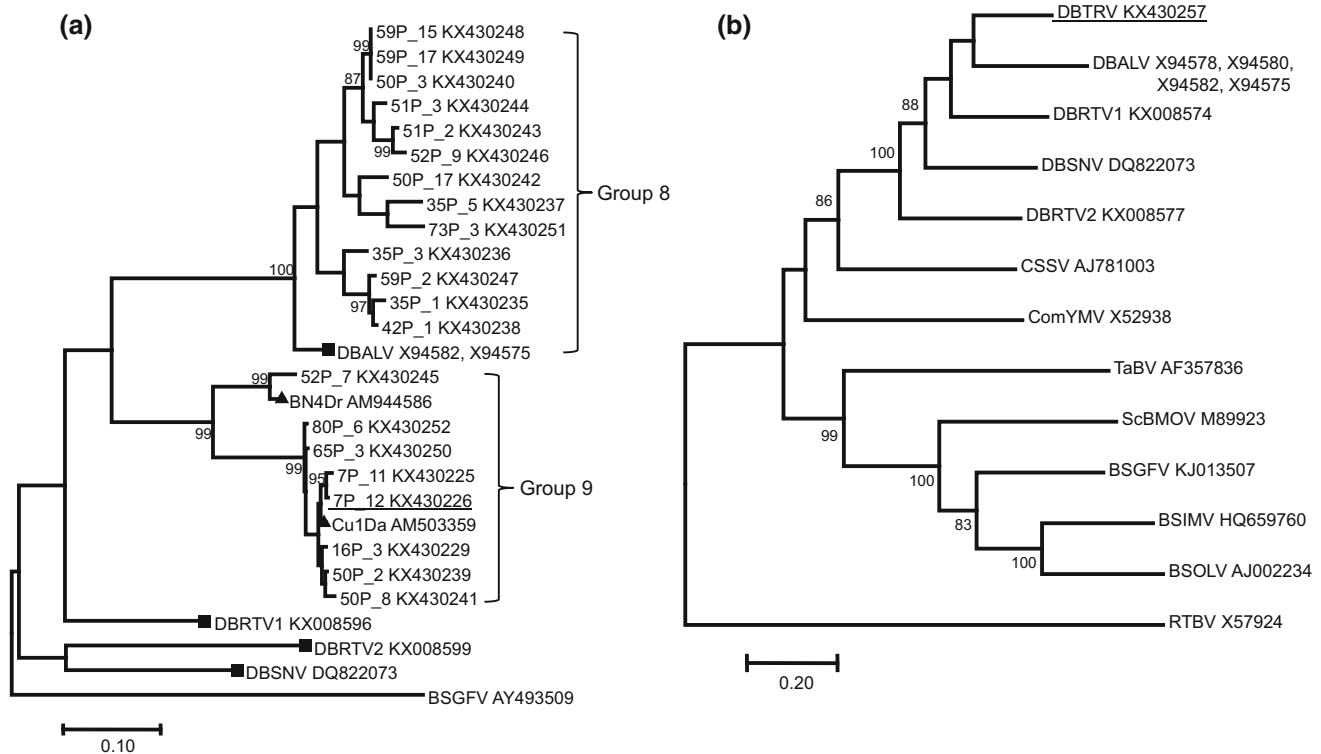 (a)
59P_15 KX430248
99
59P_17 KX430249
87
50P_3 KX430240
51P_3 KX430244
51P_2 KX430243
99
52P_9 KX430246
50P_17 KX430242
Group 8
35P_5 KX430237
73P_3 KX430251
35P_3 KX430236
100
59P_2 KX430247
97
35P_1 KX430235
42P_1 KX430238
DBALV X94582, X94575
99
52P_7 KX430245
BN4Dr AM944586
99
80P_6 KX430252
65P_3 KX430250
99
95
7P_11 KX430225
Group 9
7P_12 KX430226
Cu1Da AM503359
16P_3 KX430229
50P_2 KX430239
50P_8 KX430241
DBRTV1 KX008596
DBRTV2 KX008599
DBSNV DQ822073
BSGFV AY493509
0.10
(b)
DBTRV KX430257
DBALV X94578, X94580,
X94582, X94575
88
DBRTV1 KX008574
100
DBSNV DQ822073
86
DBRTV2 KX008577
CSSV AJ781003
ComYMV X52938
TaBV AF357836
99
ScBMOV M89923
100
BSGFV KJ013507
83
BSIMV HQ659760
100
BSOLV AJ002234
RTBV X57924
0.20